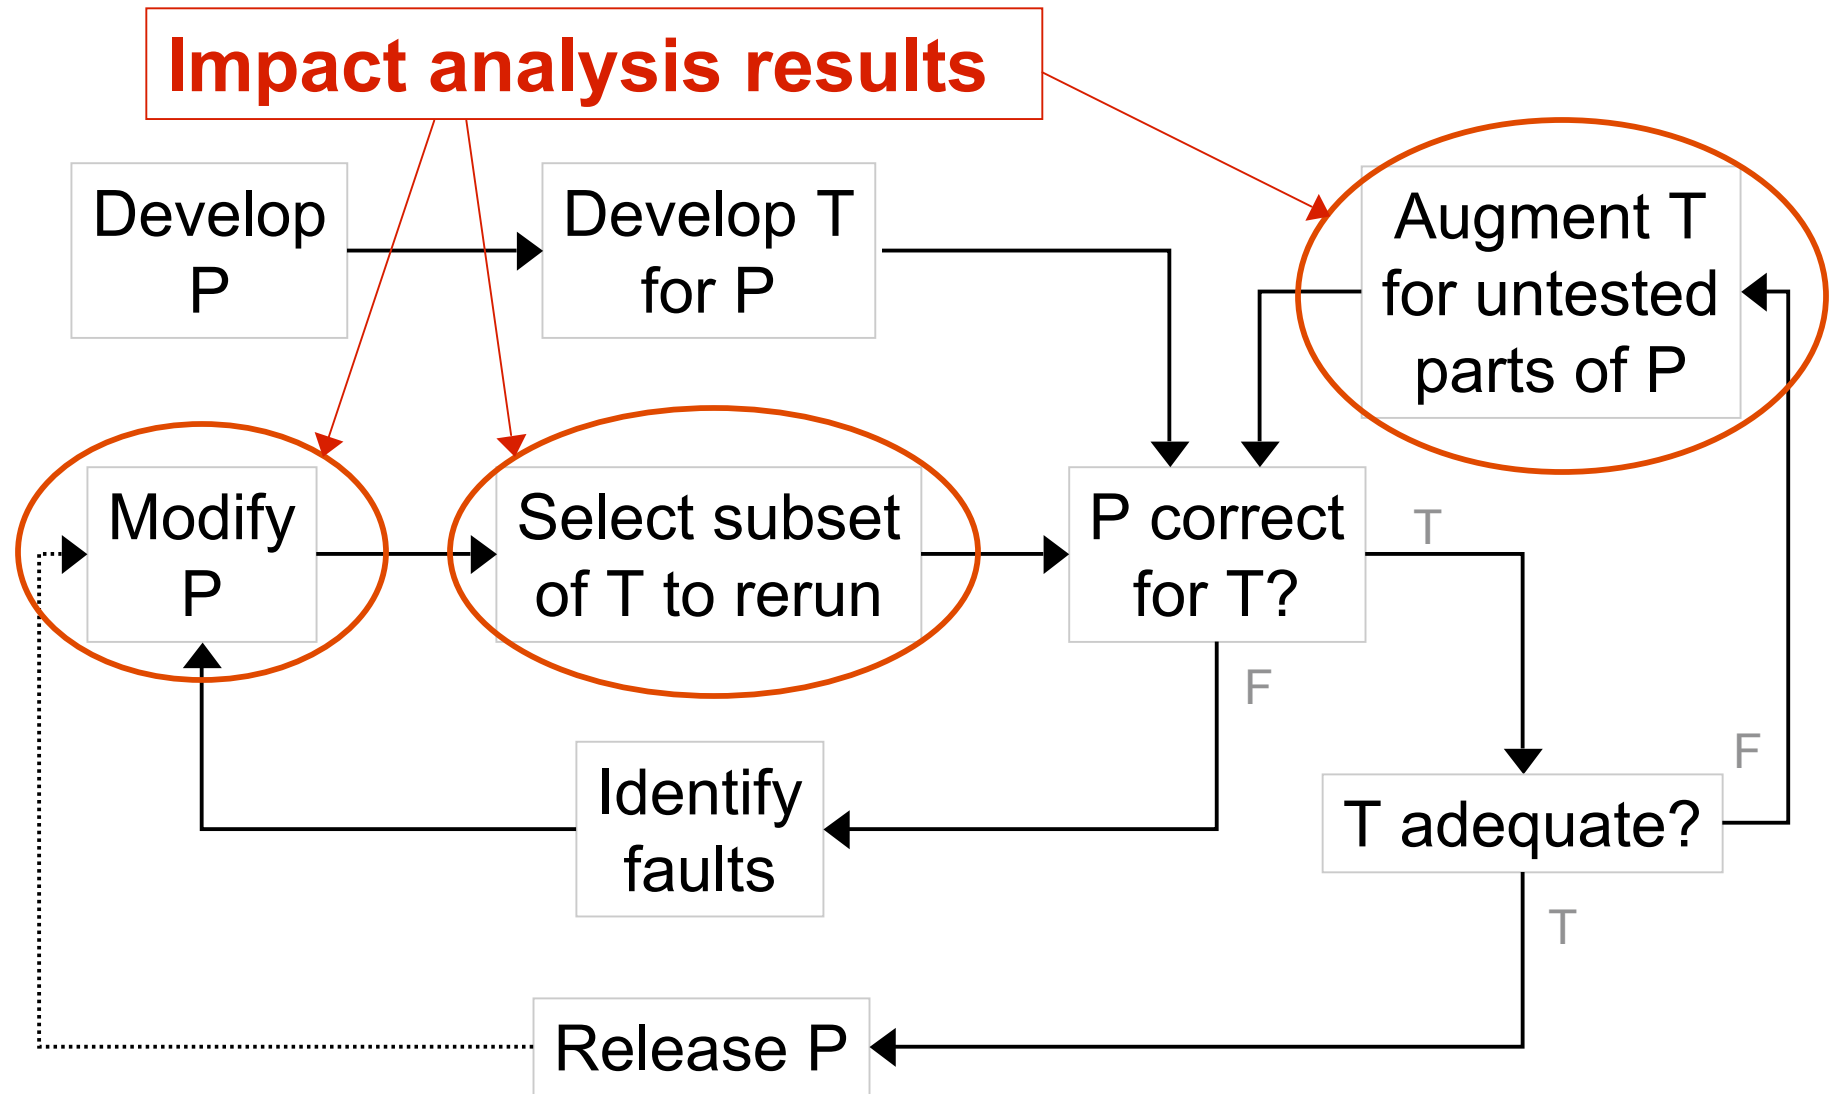 Impact analysis results
Develop
P
Develop T
for P
Augment T
for untested
parts of P
Modify
P
Select subset
of T to rerun
P correct
for T?
T
F
Identify
faults
T adequate?
F
T
Release P